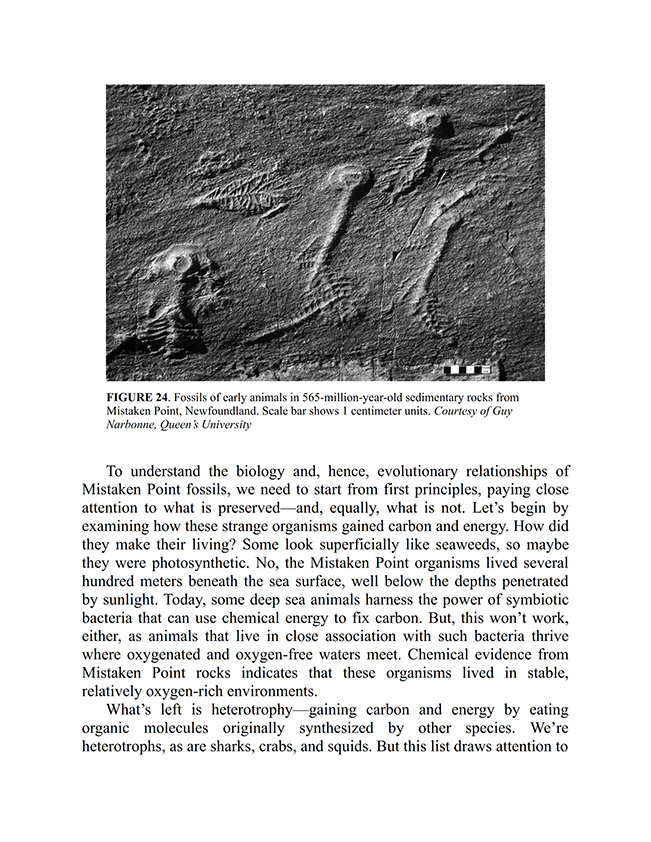 FIGURE 24. Fossils of early animals in 565-million-year-old sedimentary rocks from
Mistaken Point, Newfoundland. Scale bar shows 1 centimeter units. Courtesy of Guy
Narbonne, Queen’s University
To understand the biology and, hence, evolutionary relationships of
Mistaken Point fossils, we need to start from first principles, paying close
attention to what is preserved—and, equally, what is not. Let’s begin by
examining how these strange organisms gained carbon and energy. How did
they make their living? Some look superficially like seaweeds, so maybe
they were photosynthetic. No, the Mistaken Point organisms lived several
hundred meters beneath the sea surface, well below the depths penetrated
by sunlight. Today, some deep sea animals harness the power of symbiotic
bacteria that can use chemical energy to fix carbon. But, this won’t work,
either, as animals that live in close association with such bacteria thrive
where oxygenated and oxygen-free waters meet. Chemical evidence from
Mistaken Point rocks indicates that these organisms lived in stable,
relatively oxygen-rich environments.
What’s left is heterotrophy—gaining carbon and energy by eating
organic molecules originally synthesized by other species. We’re
heterotrophs, as are sharks, crabs, and squids. But this list draws attention to